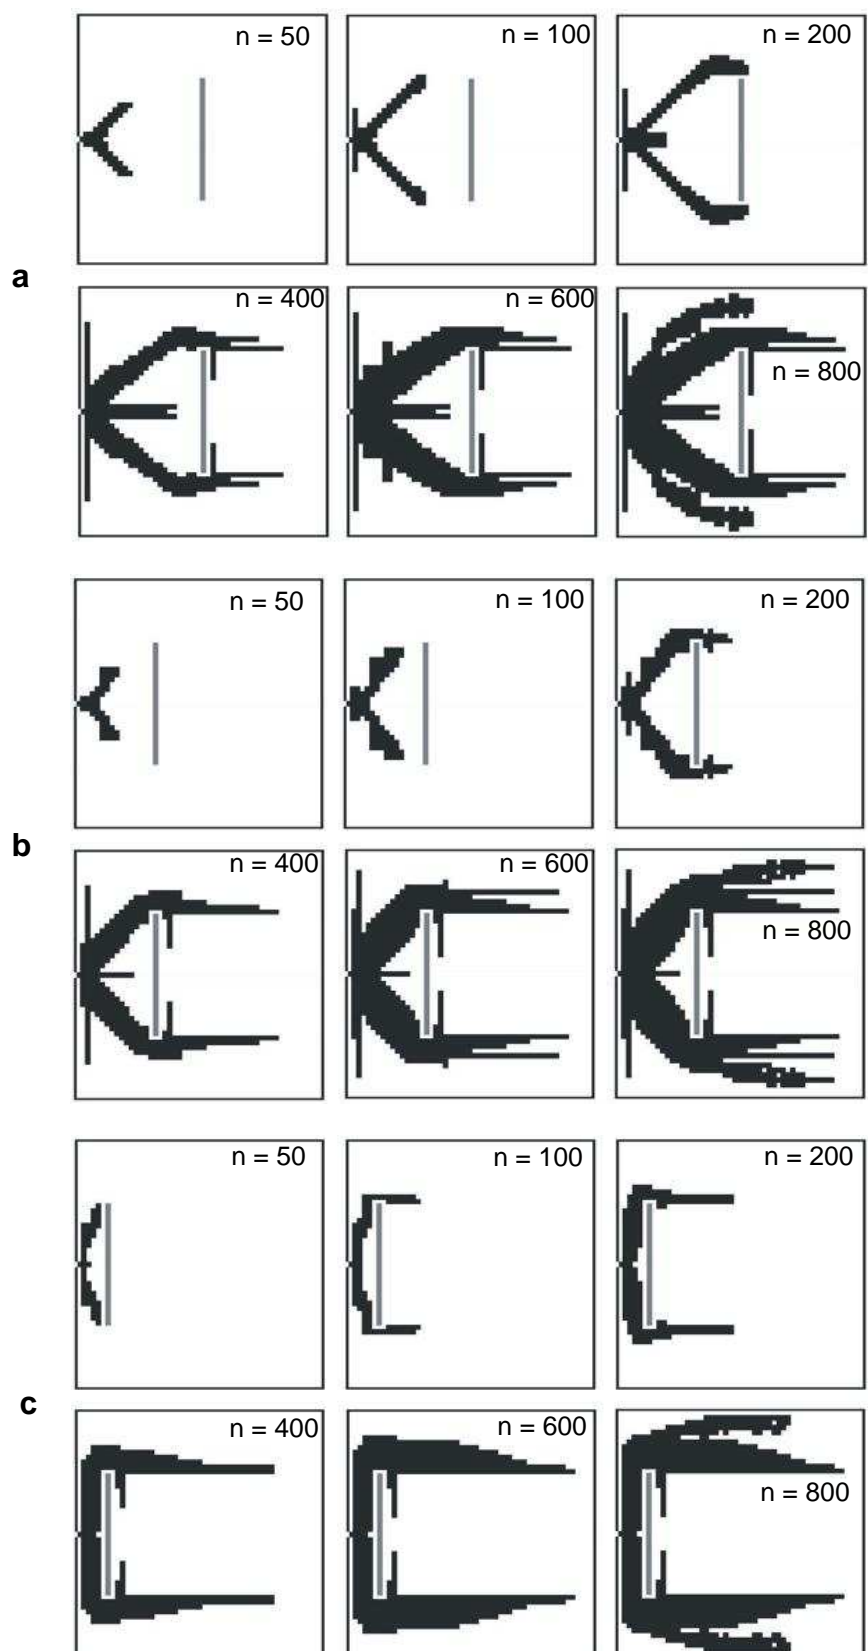 n = 50
n = 100
n = 200
a
n = 400
n = 600
n = 800
n = 50
n = 100
n = 200
b
n = 400
n = 600
n = 800
n = 50
n = 100
n = 200
c
n = 400
n = 600
n = 800